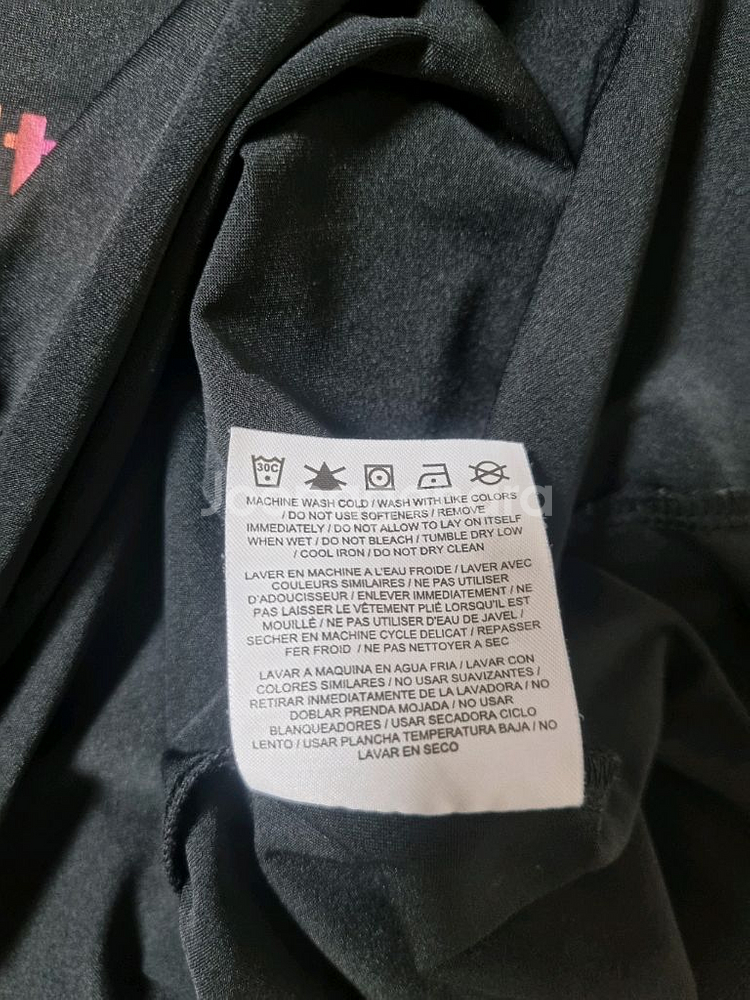 30C
MACHINE WASH COLD / WASH WITH LIKE COLORS
/ DO NOT USE SOFTENERS / REMOVE
IMMEDIATELY / DO NOT ALLOW TO LAY ON ITSELF
WHEN WET / DO NOT BLEACH / TUMBLE DRY LOW
/ COOL IRON / DO NOT DRY CLEAN
LAVER EN MACHINE A L'EAU FROIDE / LAVER AVEC
COULEURS SIMILAIRES / NE PAS UTILISER
D'ADOUCISSEUR / ENLEVER IMMEDIATEMENT / NE
PAS LAISSER LE VÊTEMENT PLIÉ LORSQU'IL EST
MOUILLÉ / NE PAS UTILISER D'EAU DE JAVEL /
SECHER EN MACHINE CYCLE DELICAT / REPASSER
FER FROID / NE PAS NETTOYER A SEC
LAVAR A MAQUINA EN AGUA FRIA / LAVAR CON
COLORES SIMILARES / NO USAR SUAVIZANTES /
RETIRAR INMEDIATAMENTE DE LA LAVADORA / NO
DOBLAR PRENDA MOJADA / NO USAR
BLANQUEADORES / USAR SECADORA CICLO
LENTO / USAR PLANCHA TEMPERATURA BAJA / NO
LAVAR EN SECO